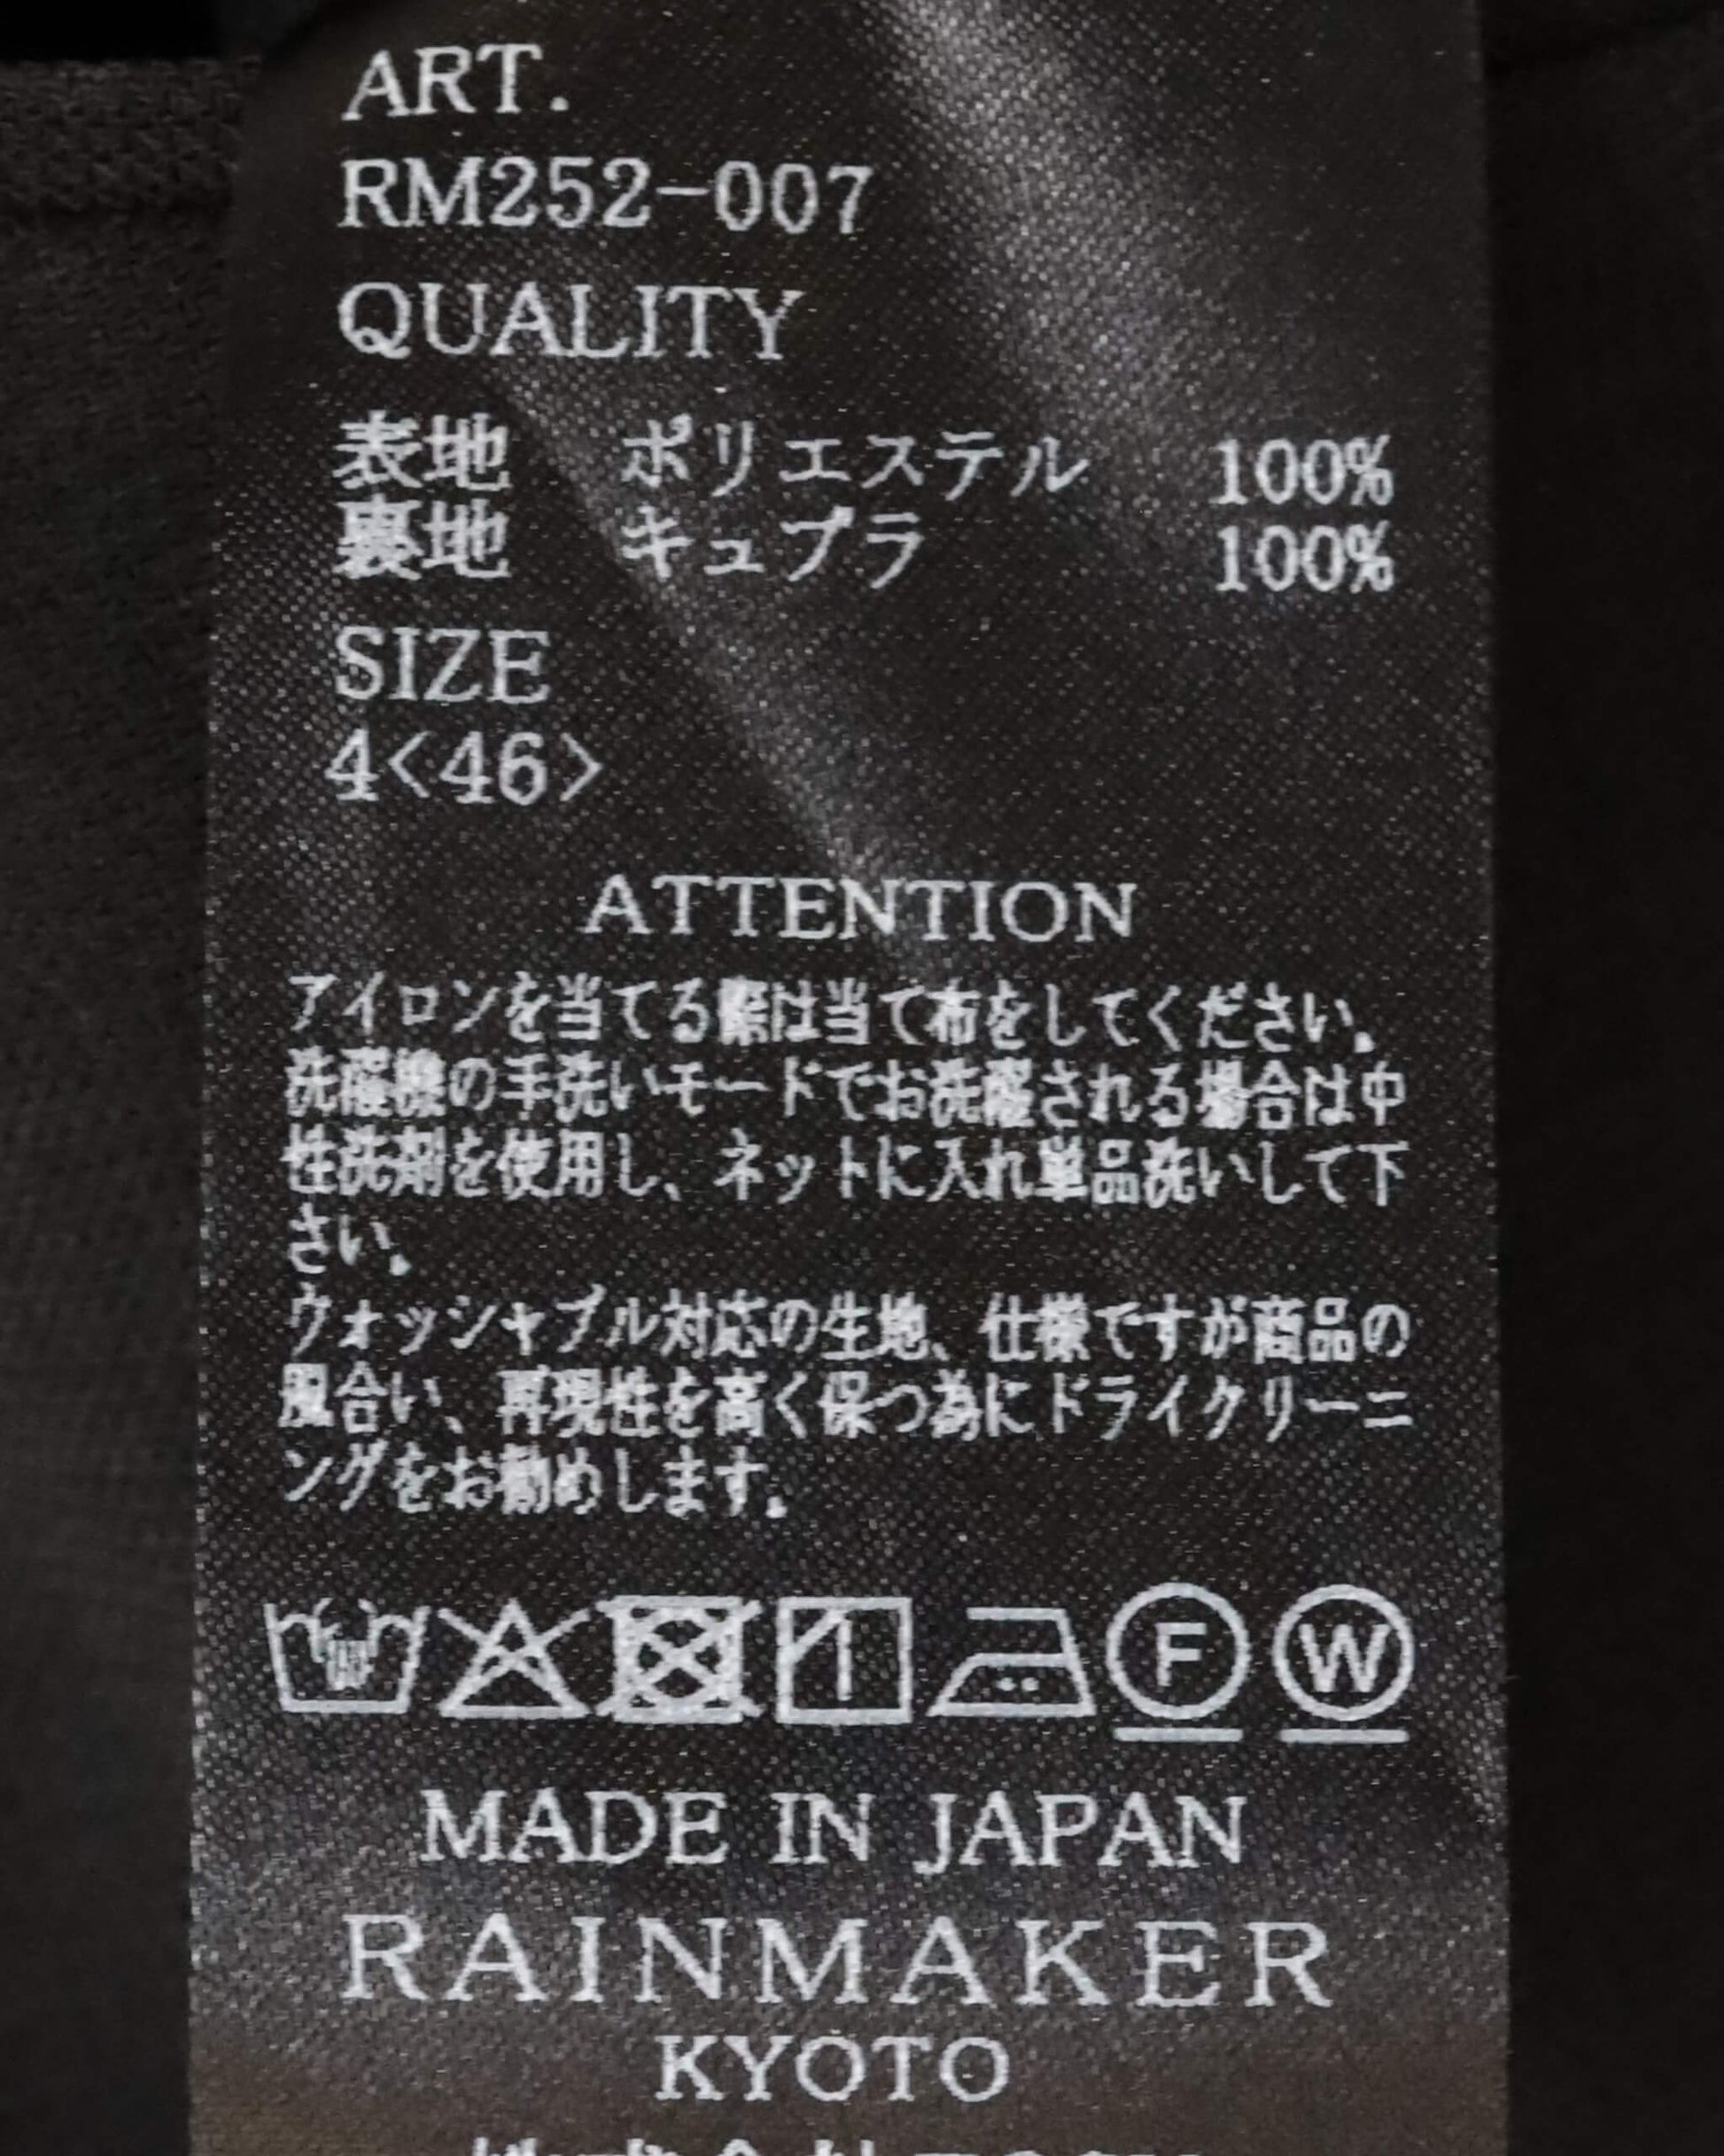 ART.
RM252-007
QUALITY
表地 ポリエステル 100%
裏地 キュプラ 100%
SIZE
4<46>
ATTENTION
アイロンを当てる際は当て布をしてください。
洗濯機の手洗いモードでお洗濯される場合は中
性洗剤を使用し、ネットに入れ単品洗いして下
さい。
ウォッシャブル対応の生地、仕様ですが商品の
風合い、再現性を高く保つ為にドライクリーニ
ングをお勧めします。
F W
MADE IN JAPAN
RAINMAKER
KYOTO